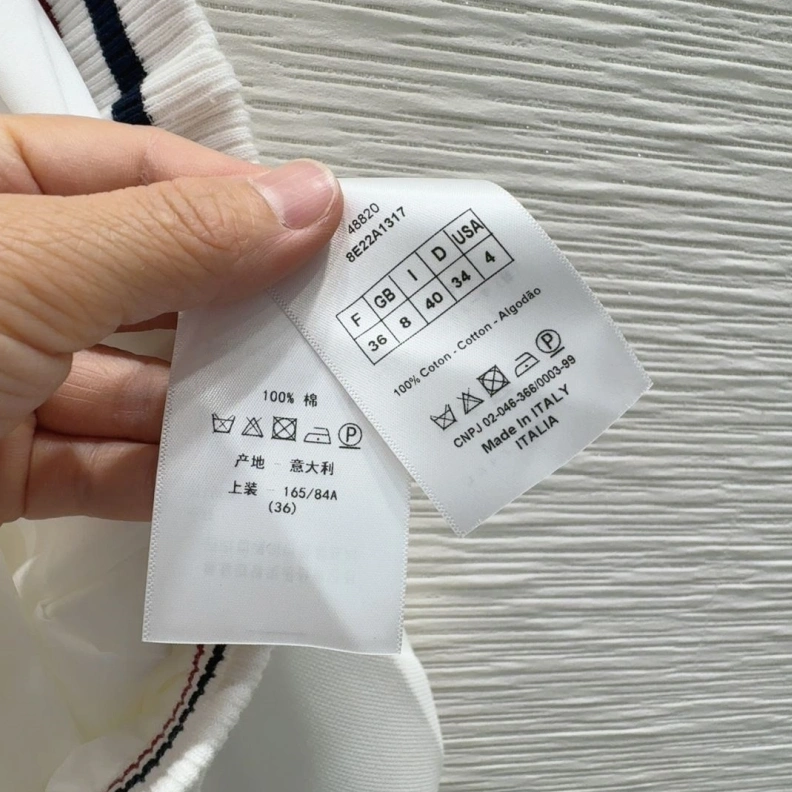 48820
8E22A1317
F GB I D USA
36 8 40 34 4
100% Coton - Cotton - Algodão
P
CNPJ 02-046-366/0003-99
Made In ITALY
ITALIA
100% 棉
P
产地 - 意大利
上装 - 165/84A
(36)